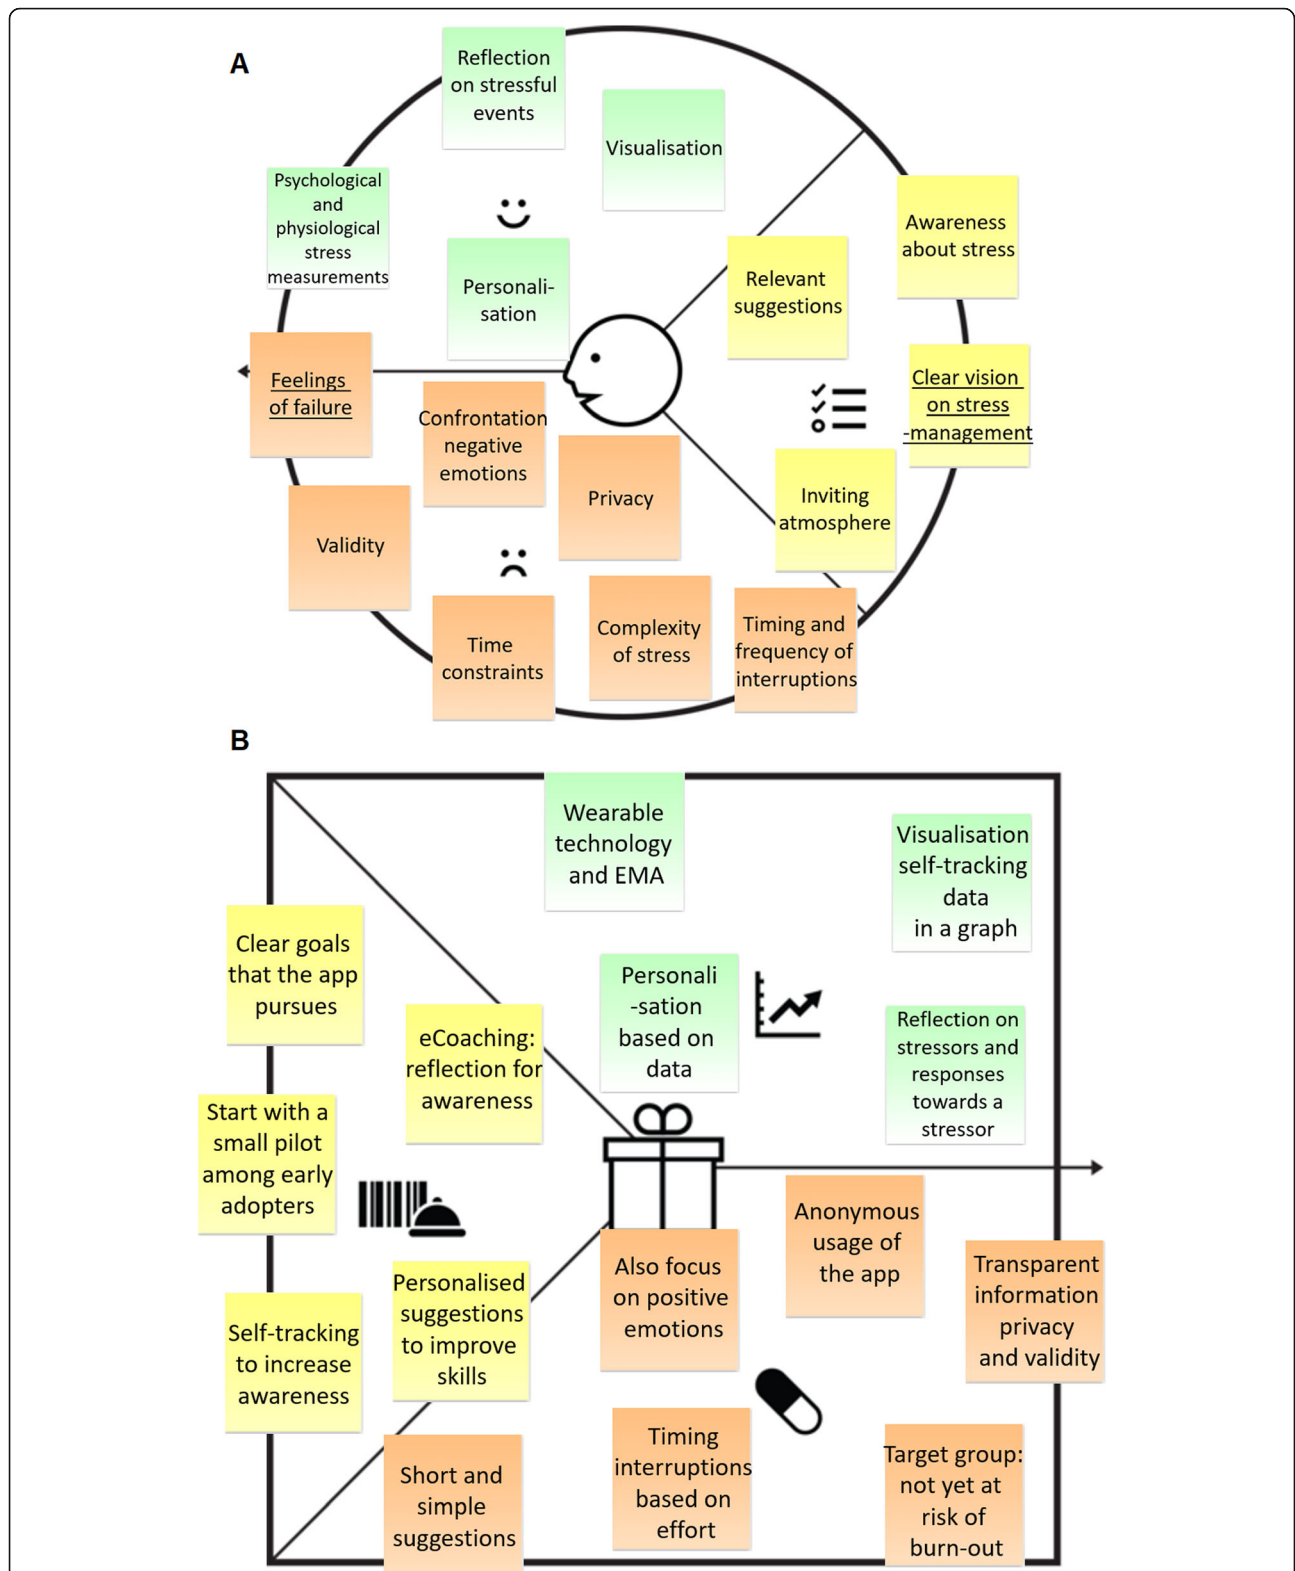 A
Reflection
on stressful
events
Visualisation
Psychological
and
physiological
stress
measurements
Awareness
about stress
Personali-
sation
Relevant
suggestions
Feelings
of failure
Clear vision
on stress
-management
Confrontation
negative
emotions
Privacy
Inviting
atmosphere
Validity
Time
constraints
Complexity
of stress
Timing and
frequency of
interruptions
B
Wearable
technology
and EMA
Visualisation
self-tracking
data
in a graph
Clear goals
that the app
pursues
Personali
-sation
based on
data
eCoaching:
reflection for
awareness
Reflection on
stressors and
responses
towards a
stressor
Start with a
small pilot
among early
adopters
Anonymous
usage of
the app
Also focus
on positive
emotions
Transparent
information
privacy
and validity
Personalised
suggestions
to improve
skills
Self-tracking
to increase
awareness
Short and
simple
suggestions
Timing
interruptions
based on
effort
Target group:
not yet at
risk of
burn-out